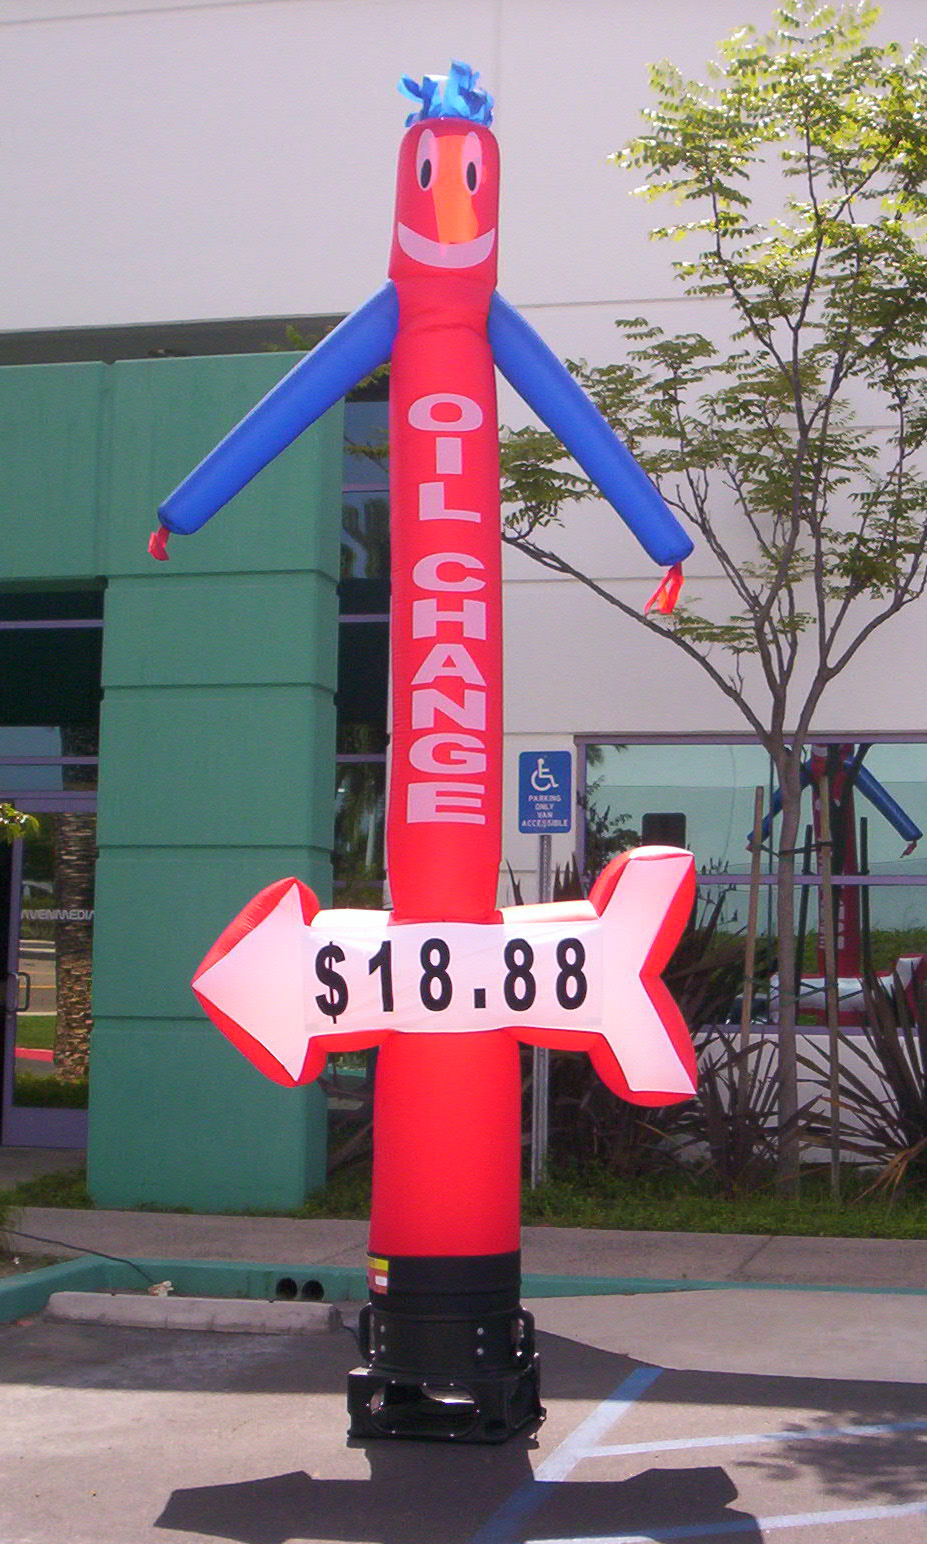 OIL CHANGE
$18.88
PARKING
ONLY
VAN
ACCESSIBLE